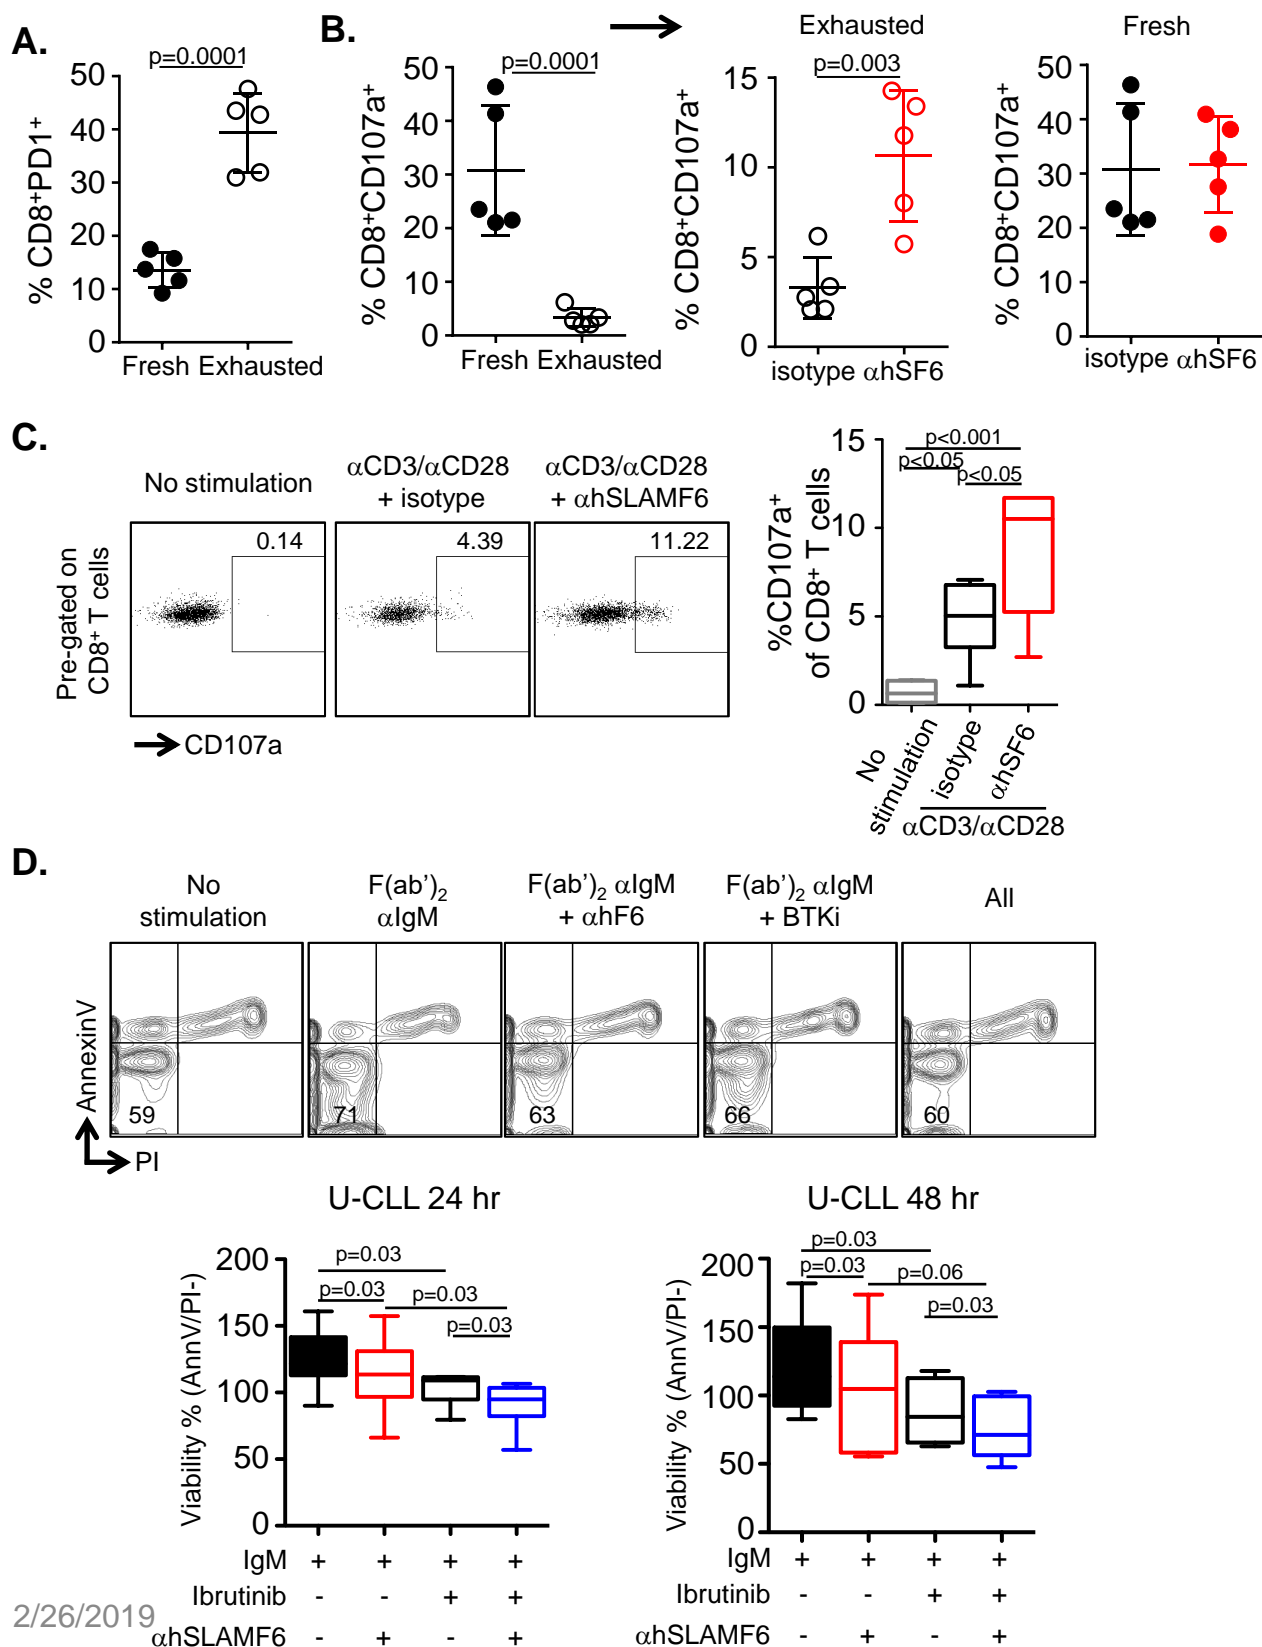 A.
p=0.0001
% CD8+PD1+
50
40
30
20
10
0
Fresh Exhausted
B.
p=0.0001
% CD8+CD107a+
50
40
30
20
10
0
Fresh Exhausted
Exhausted
p=0.003
% CD8+CD107a+
15
10
5
0
isotype αhSF6
Fresh
% CD8+CD107a+
50
40
30
20
10
0
isotype αhSF6
C.
No stimulation
αCD3/αCD28
+ isotype
αCD3/αCD28
+ αhSLAMF6
Pre-gated on
CD8+ T cells
0.14
4.39
11.22
CD107a
%CD107a+
of CD8+ T cells
15
10
5
0
p<0.001
p<0.05
p<0.05
No
stimulation
isotype
αhSF6
αCD3/αCD28
D.
No
stimulation
F(ab’)2
αIgM
F(ab’)2 αIgM
+ αhF6
F(ab’)2 αIgM
+ BTKi
All
AnnexinV
59
71
63
66
60
PI
U-CLL 24 hr
Viability % (AnnV/PI-)
200
150
100
50
0
p=0.03
p=0.03
p=0.03
p=0.03
IgM + + + +
Ibrutinib - - + +
αhSLAMF6 - + - +
U-CLL 48 hr
Viability % (AnnV/PI-)
200
150
100
50
0
p=0.03
p=0.03
p=0.06
p=0.03
IgM + + + +
Ibrutinib - - + +
αhSLAMF6 - + - +
2/26/2019